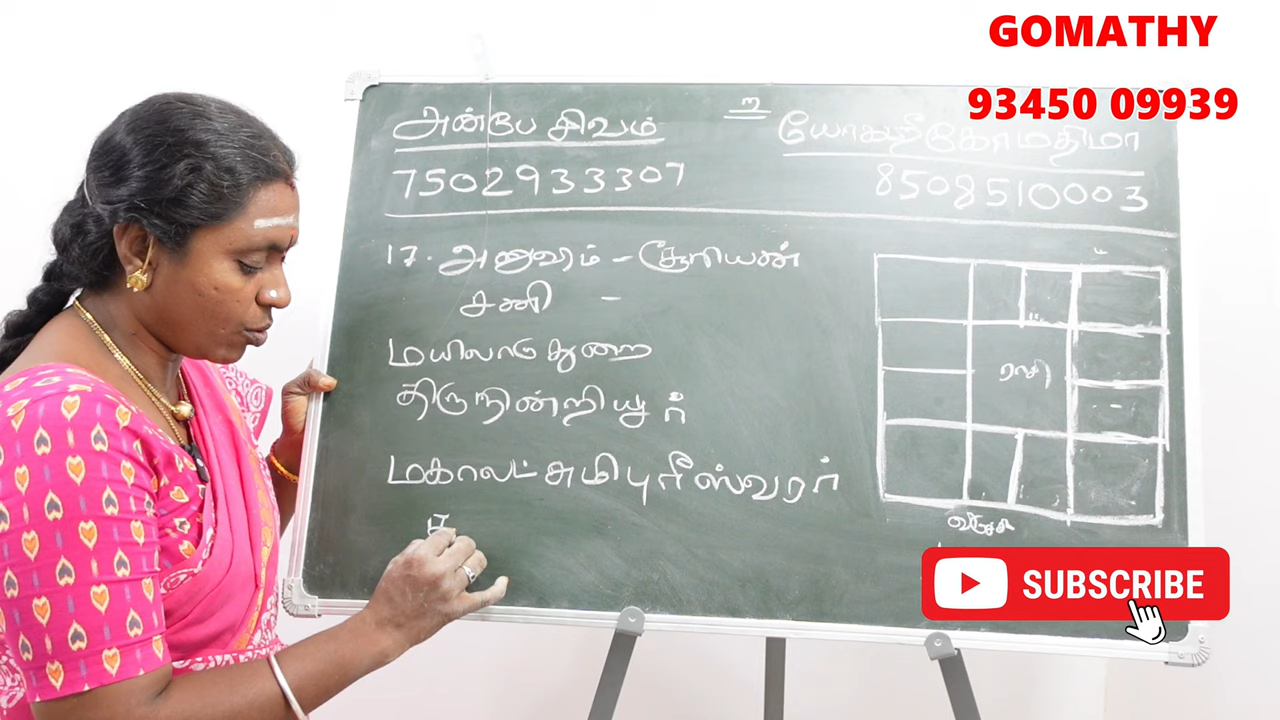 GOMATHY
93450 09939
உ
அன்பே சிவம்
யோகஸ்ரீகோமதிமா
7502933307
8508510003
17. அனுஷம் - சூரியன்
சனி -
மயிலாடுதுறை
திருநின்றியூர்
ராசி
மகாலட்சுமிபுரீஸ்வரர்
SUBSCRIBE